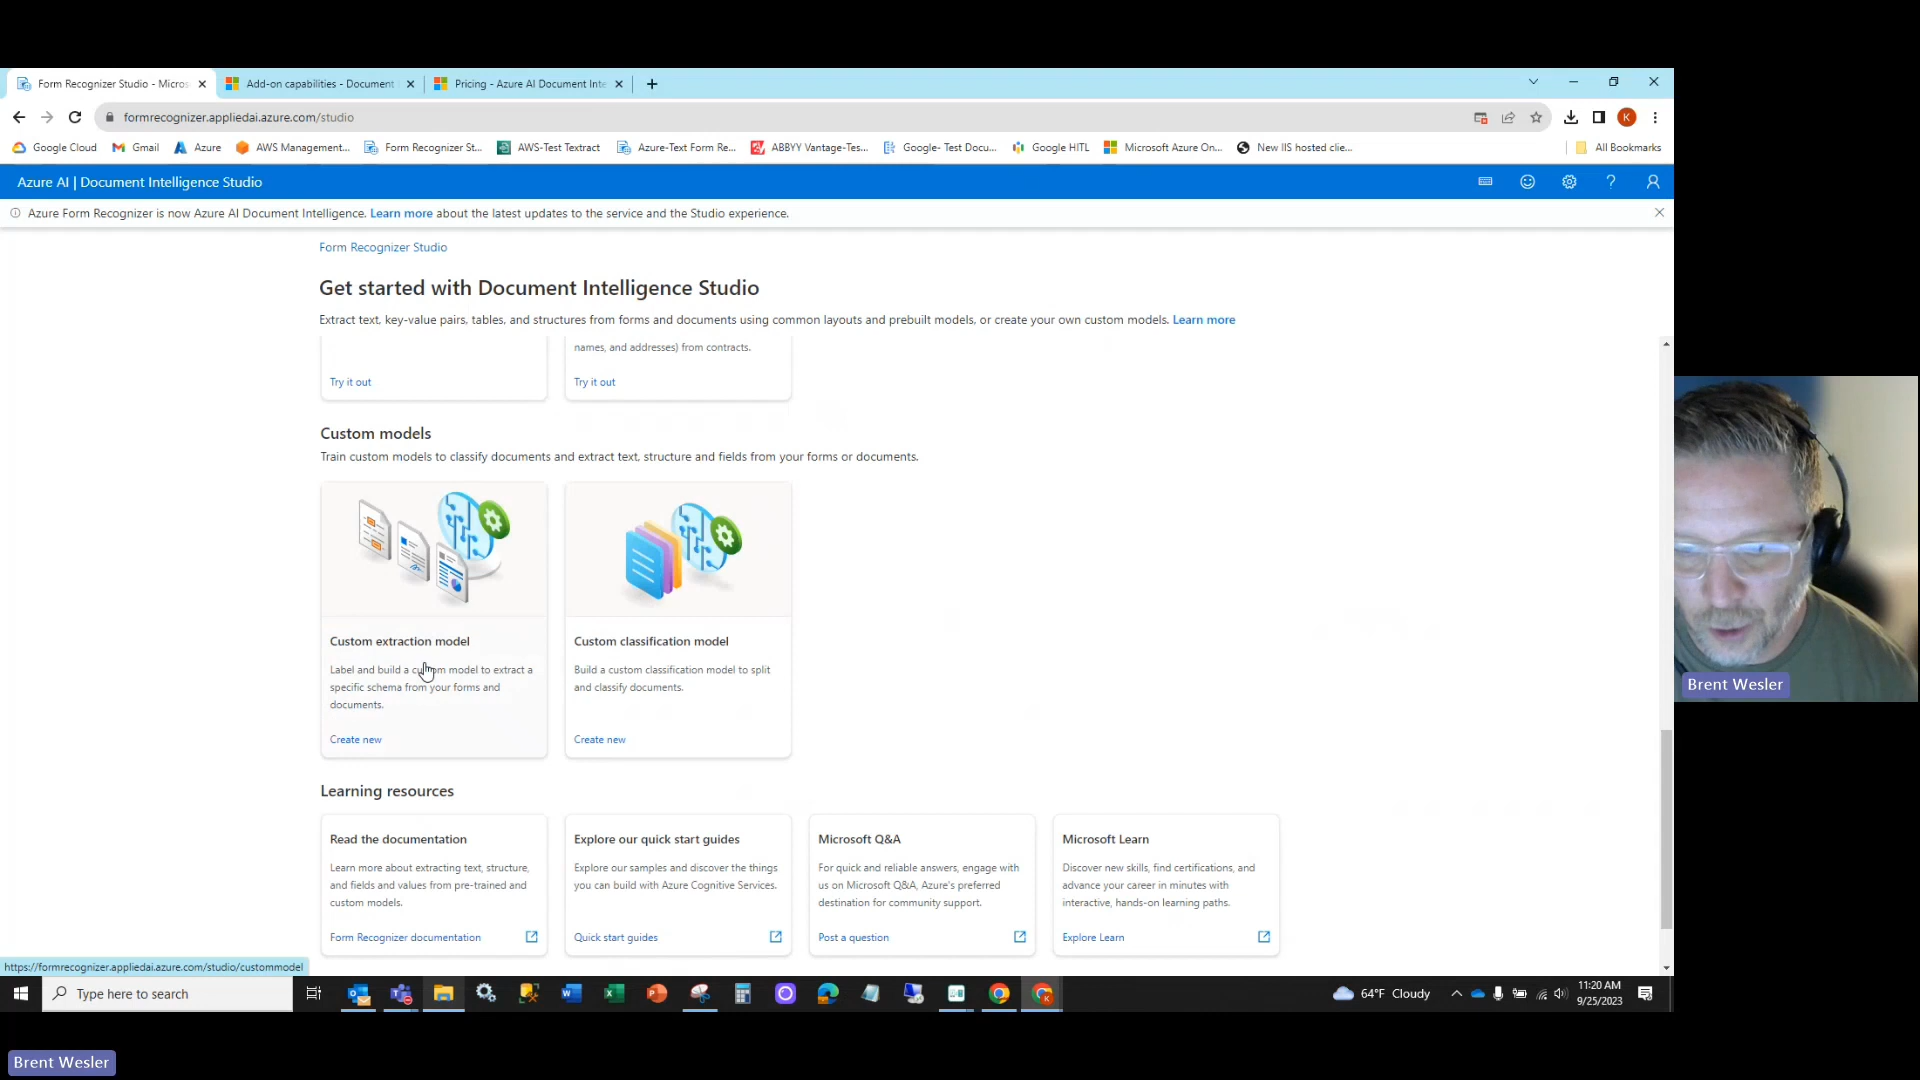 Form Recognizer Studio - Micros
Add-on capabilities - Document
Pricing - Azure AI Document Inte
formrecognizer.appliedai.azure.com/studio
K
Google Cloud
Gmail
Azure
AWS Management...
Form Recognizer St...
AWS-Test Textract
Azure-Text Form Re...
ABBYY Vantage-Tes...
Google- Test Docu...
Google HITL
Microsoft Azure On...
New IIS hosted clie...
All Bookmarks
Azure AI | Document Intelligence Studio
Azure Form Recognizer is now Azure AI Document Intelligence. Learn more about the latest updates to the service and the Studio experience.
Form Recognizer Studio
Get started with Document Intelligence Studio
Extract text, key-value pairs, tables, and structures from forms and documents using common layouts and prebuilt models, or create your own custom models. Learn more
names, and addresses) from contracts.
Try it out
Try it out
Custom models
Train custom models to classify documents and extract text, structure and fields from your forms or documents.
Custom extraction model
Label and build a custom model to extract a
specific schema from your forms and
documents.
Create new
Custom classification model
Build a custom classification model to split
and classify documents.
Create new
Learning resources
Read the documentation
Learn more about extracting text, structure,
and fields and values from pre-trained and
custom models.
Form Recognizer documentation
Explore our quick start guides
Explore our samples and discover the things
you can build with Azure Cognitive Services.
Quick start guides
Microsoft Q&A
For quick and reliable answers, engage with
us on Microsoft Q&A, Azure's preferred
destination for community support.
Post a question
Microsoft Learn
Discover new skills, find certifications, and
advance your career in minutes with
interactive, hands-on learning paths.
Explore Learn
https://formrecognizer.appliedai.azure.com/studio/custommodel
Type here to search
64°F Cloudy
11:20 AM
9/25/2023
Brent Wesler
Brent Wesler